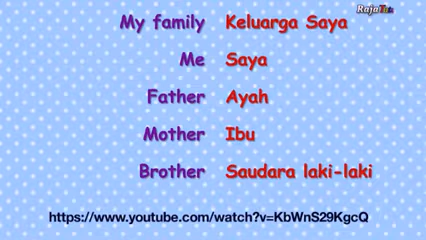 My family Keluarga Saya
Me Saya
Father Ayah
Mother Ibu
Brother Saudara laki-laki
https://www.youtube.com/watch?v=KbWnS29KgcQ